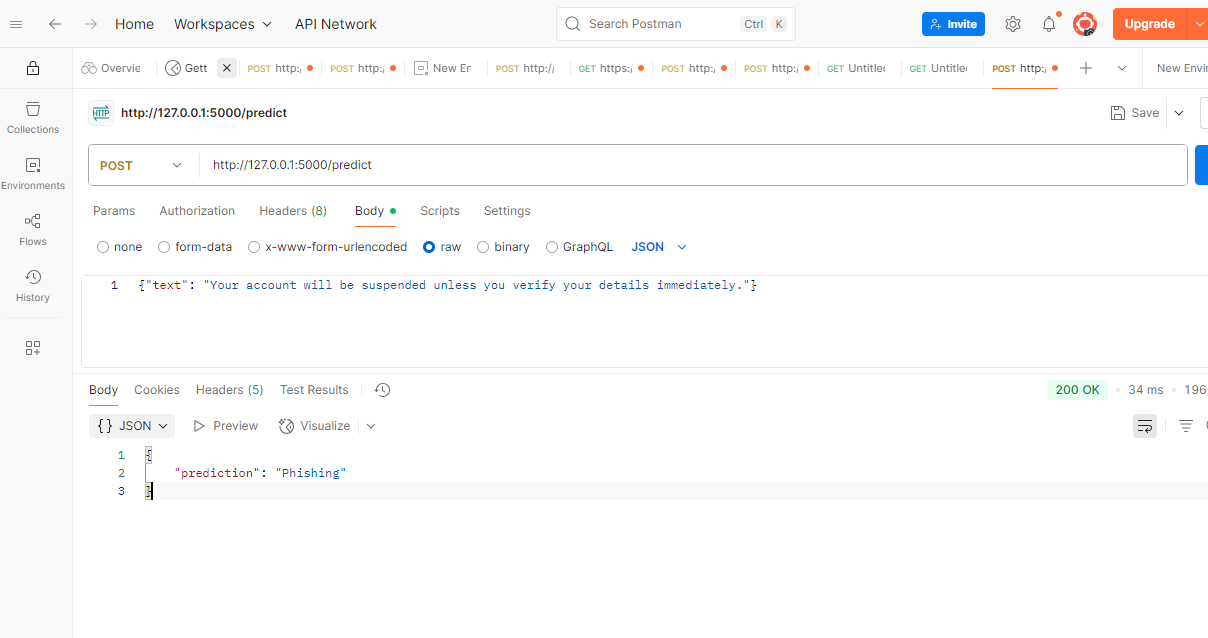 Home Workspaces API Network Search Postman Ctrl K Invite Upgrade
Overvie Gett POST http:, POST http:, New Er POST http:// GET https:, POST http:, POST http:, GET Untitlec GET Untitlec POST http:, New Envi
HTTP http://127.0.0.1:5000/predict Save
Collections
POST http://127.0.0.1:5000/predict
Environments
Params Authorization Headers (8) Body Scripts Settings
Flows
none form-data x-www-form-urlencoded raw binary GraphQL JSON
History
1 {"text": "Your account will be suspended unless you verify your details immediately."}
Body Cookies Headers (5) Test Results 200 OK • 34 ms • 196
{} JSON Preview Visualize
1 {
2 "prediction": "Phishing"
3 }